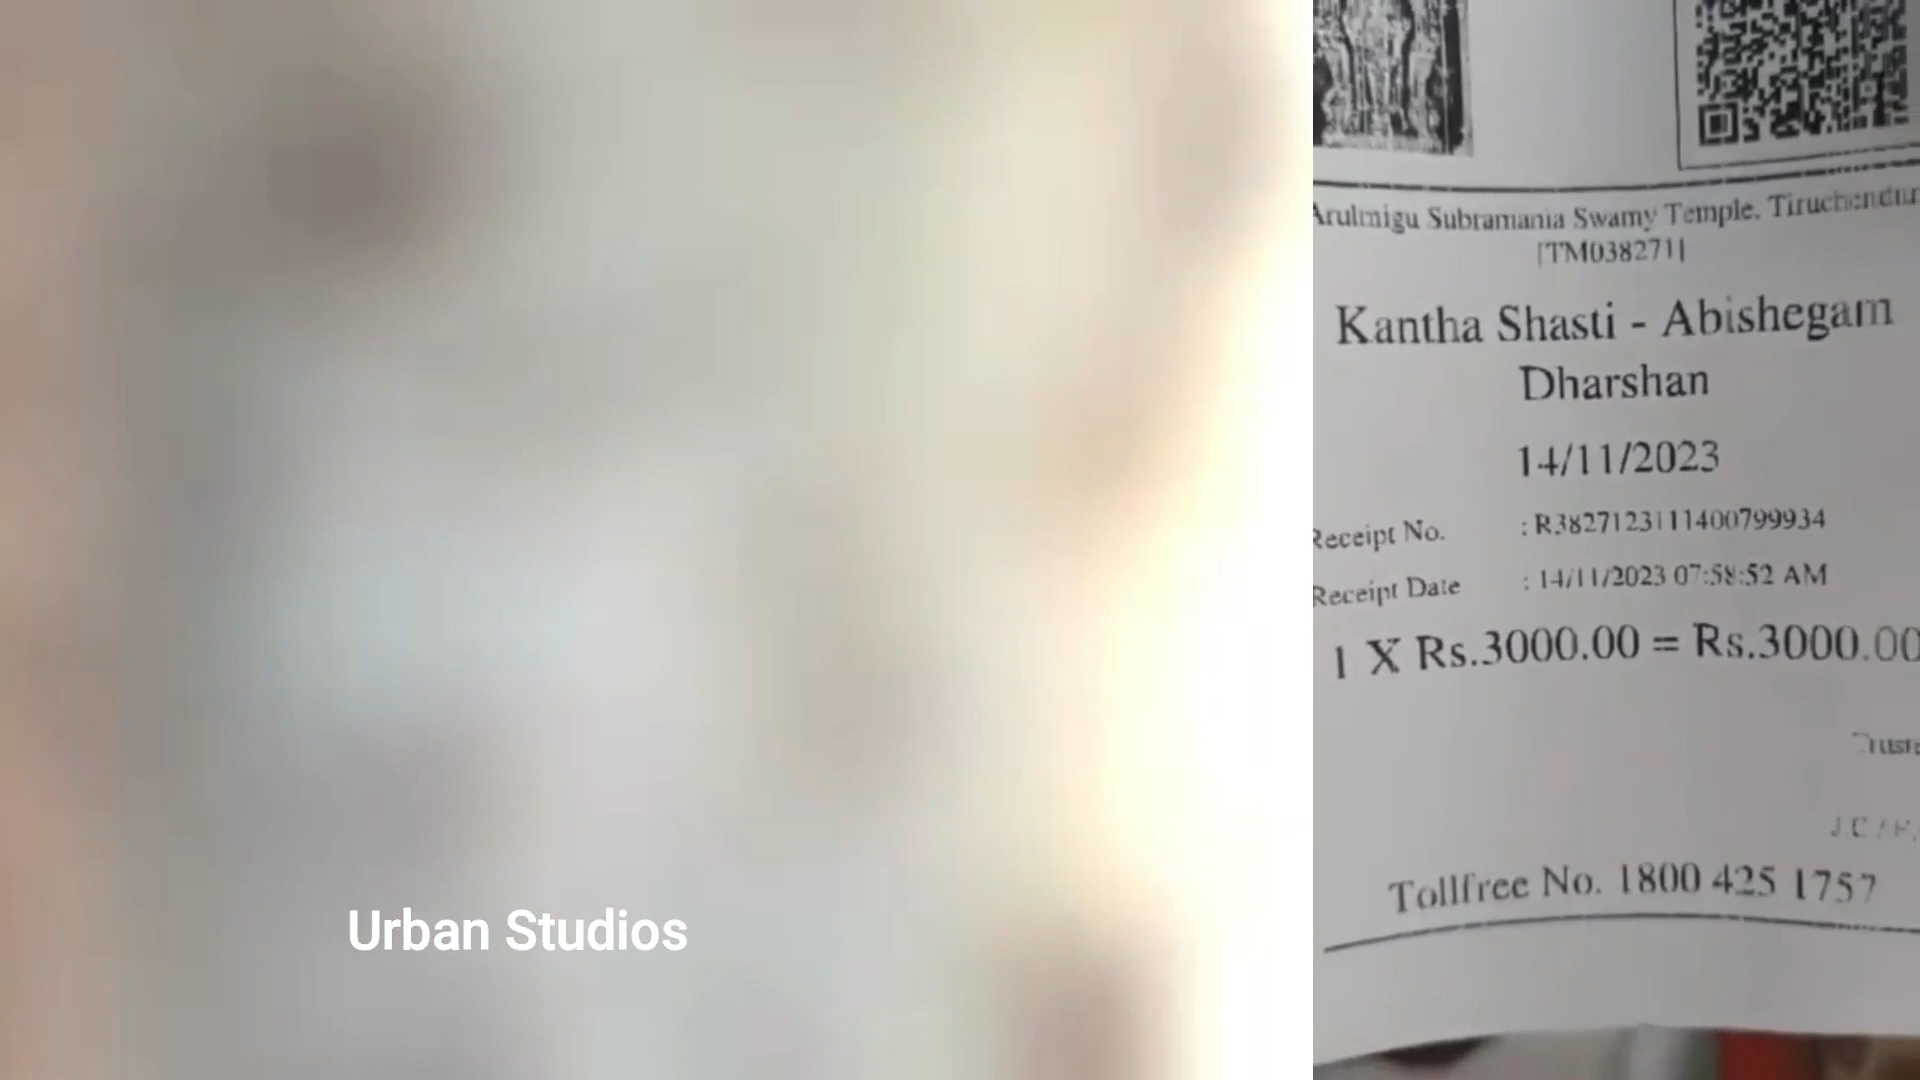 Arulmigu Subramania Swamy Temple, Tiruchendur
[TM038271]
Kantha Shasti - Abishegam
Dharshan
14/11/2023
Receipt No. : R3827123111400799934
Receipt Date : 14/11/2023 07:58:52 AM
1 X Rs.3000.00 = Rs.3000.00
Tollfree No. 1800 425 1757
Urban Studios